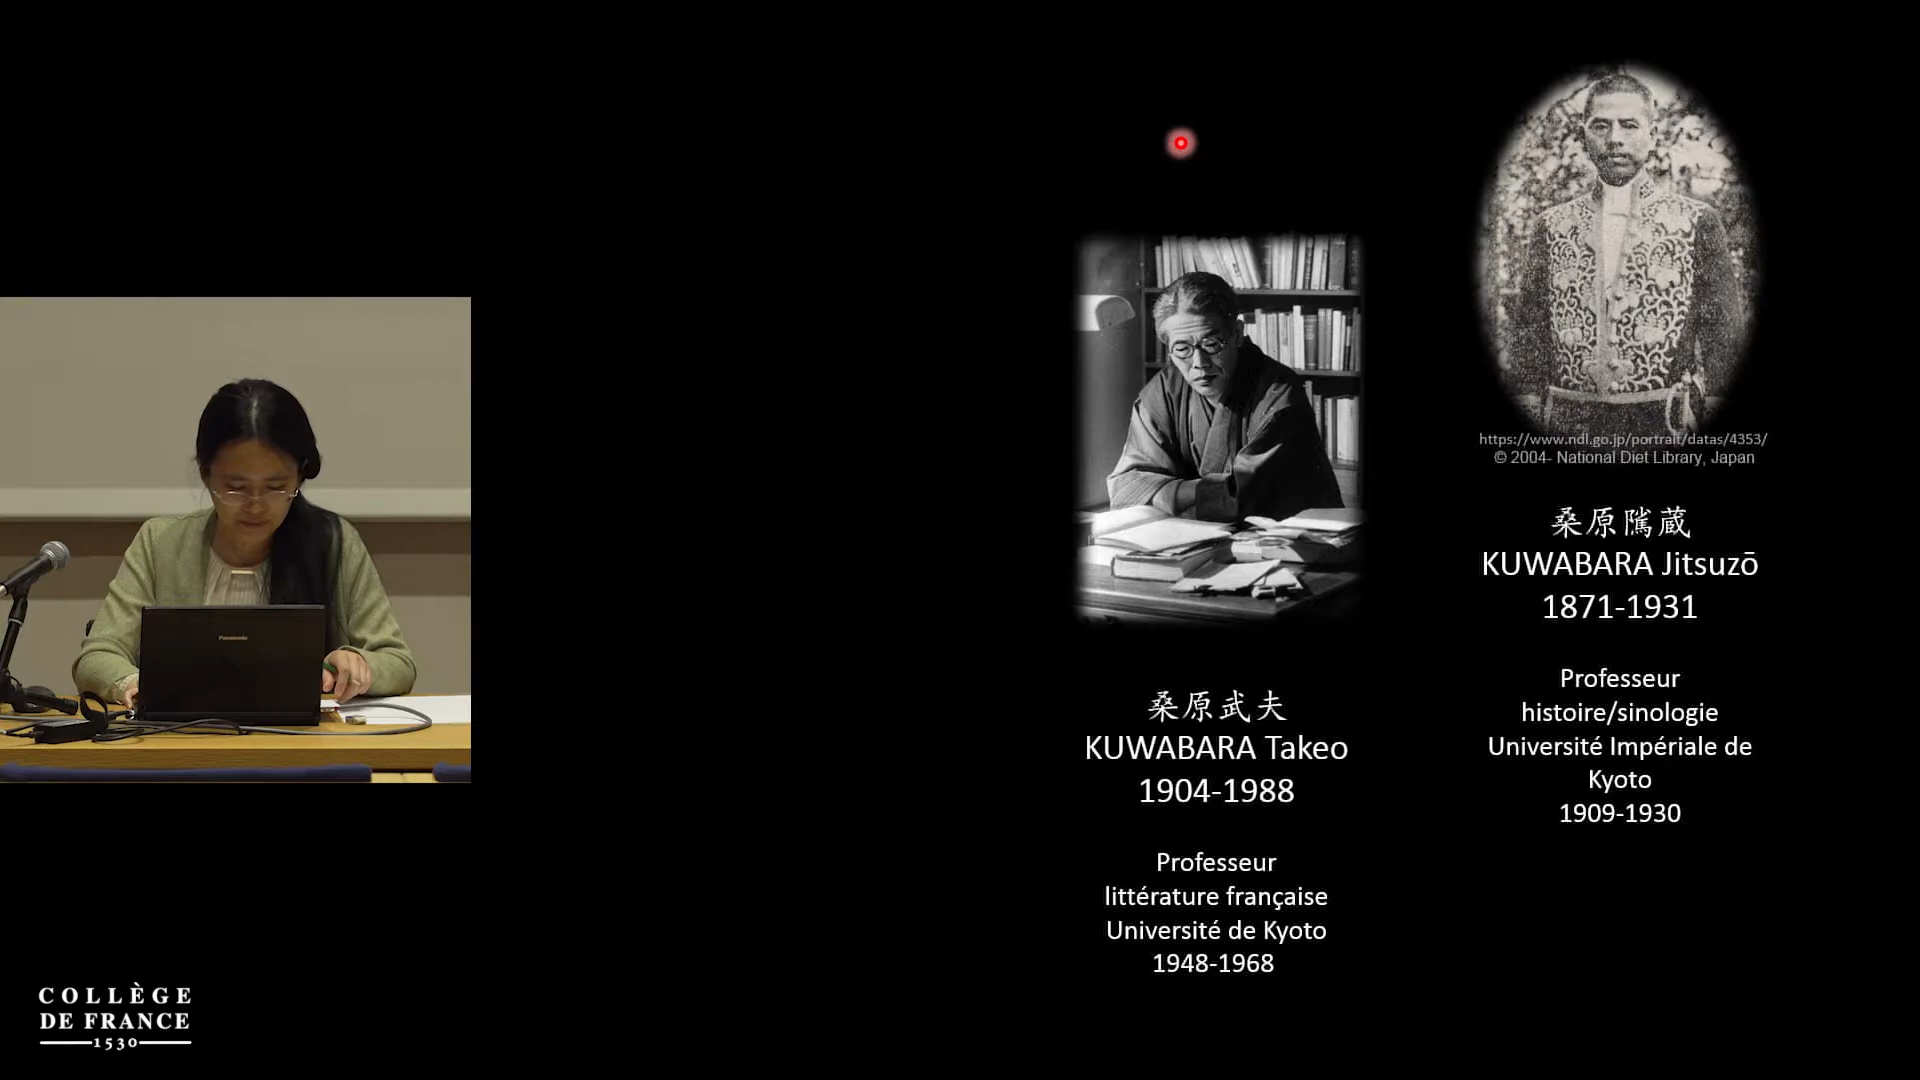 https://www.ndl.go.jp/portrait/datas/4353/
© 2004- National Diet Library, Japan
桑原隲蔵
KUWABARA Jitsuzō
1871-1931
Professeur
histoire/sinologie
Université Impériale de
Kyoto
1909-1930
桑原武夫
KUWABARA Takeo
1904-1988
Professeur
littérature française
Université de Kyoto
1948-1968
Panasonic
COLLÈGE
DE FRANCE
1530